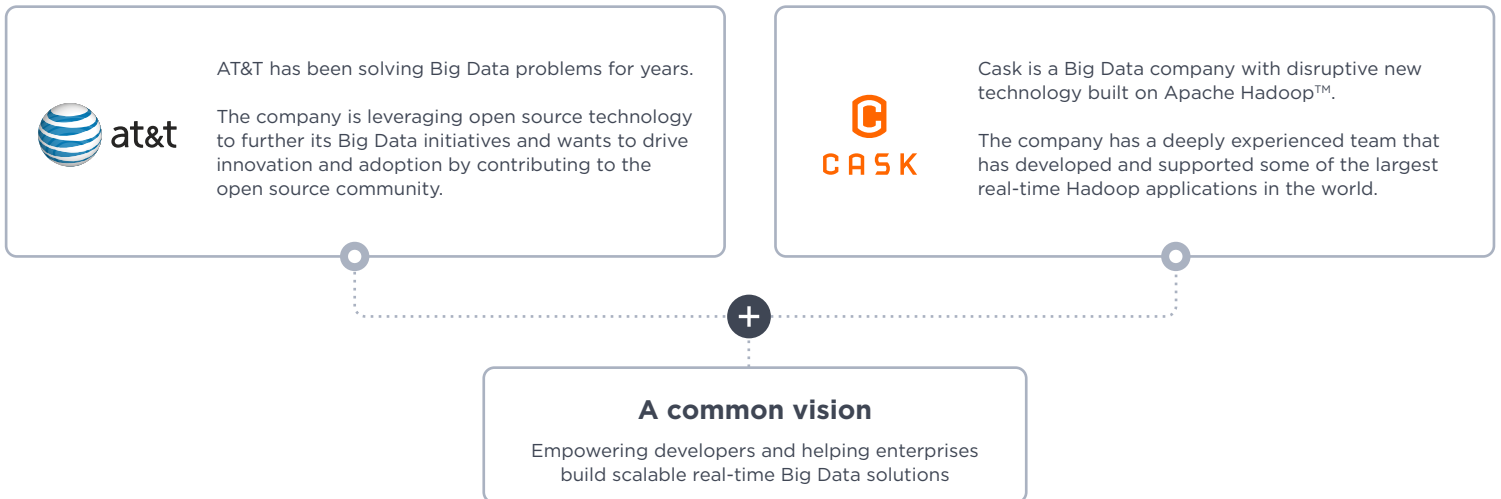 AT&T has been solving Big Data problems for years.
The company is leveraging open source technology
to further its Big Data initiatives and wants to drive
innovation and adoption by contributing to the
open source community.
at&t
Cask is a Big Data company with disruptive new
technology built on Apache Hadoop™.
The company has a deeply experienced team that
has developed and supported some of the largest
real-time Hadoop applications in the world.
CASK
+
A common vision
Empowering developers and helping enterprises
build scalable real-time Big Data solutions